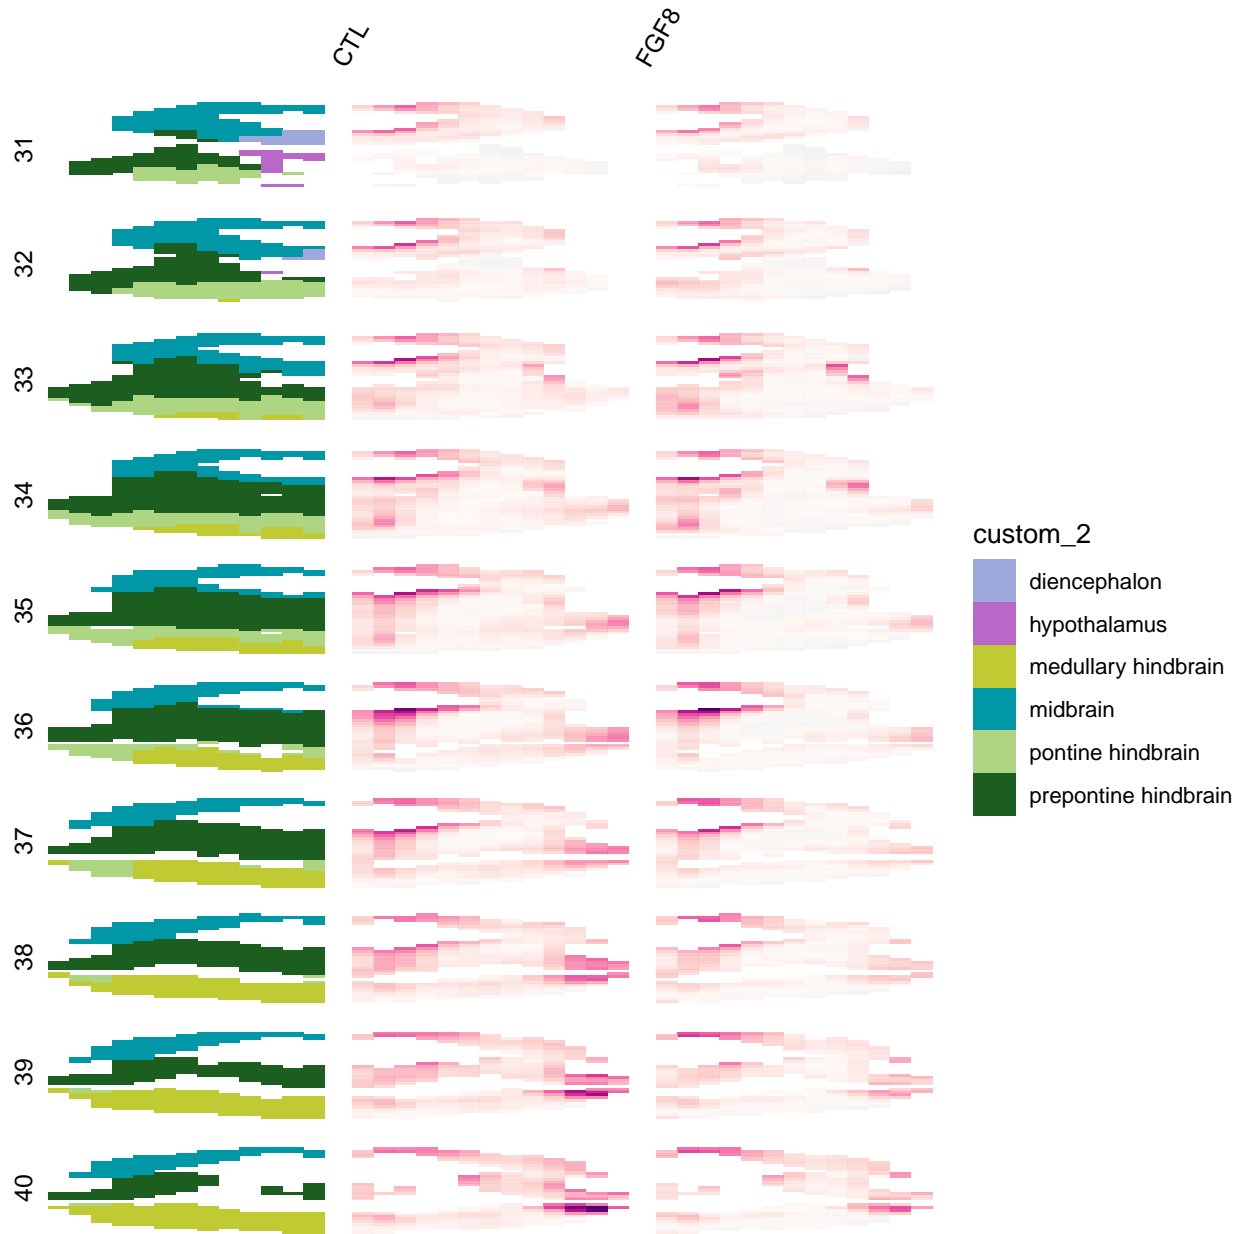 CTL
FGF8
31
32
33
34
35
36
37
38
39
40
custom_2
diencephalon
hypothalamus
medullary hindbrain
midbrain
pontine hindbrain
prepontine hindbrain